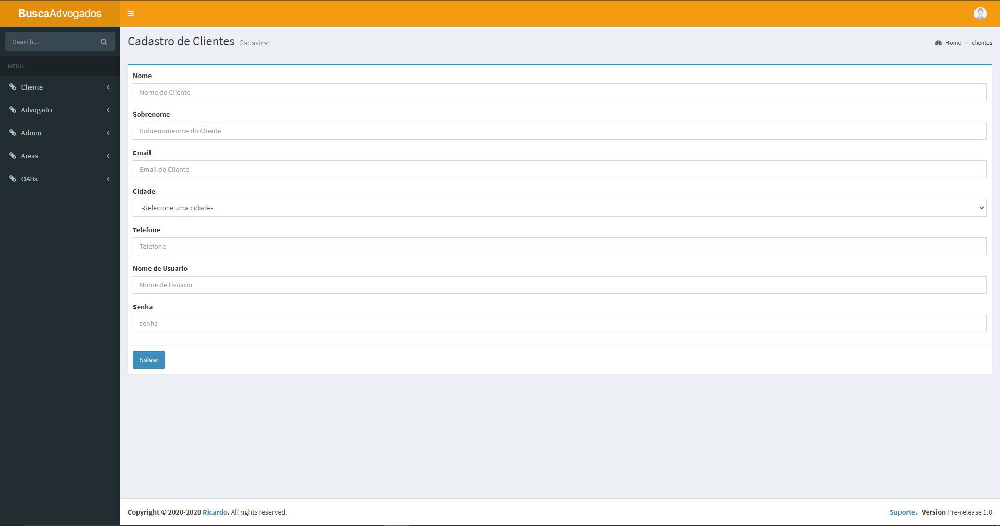 BuscaAdvogados
Search...
MENU
Cliente
Advogado
Admin
Areas
OABs
Cadastro de Clientes Cadastrar
Home > clientes
Nome
Nome do Cliente
Sobrenome
Sobrenomeome do Cliente
Email
Email do Cliente
Cidade
-Selecione uma cidade-
Telefone
Telefone
Nome de Usuario
Nome de Usuario
Senha
senha
Salvar
Copyright © 2020-2020 Ricardo. All rights reserved.
Suporte. Version Pre-release 1.0